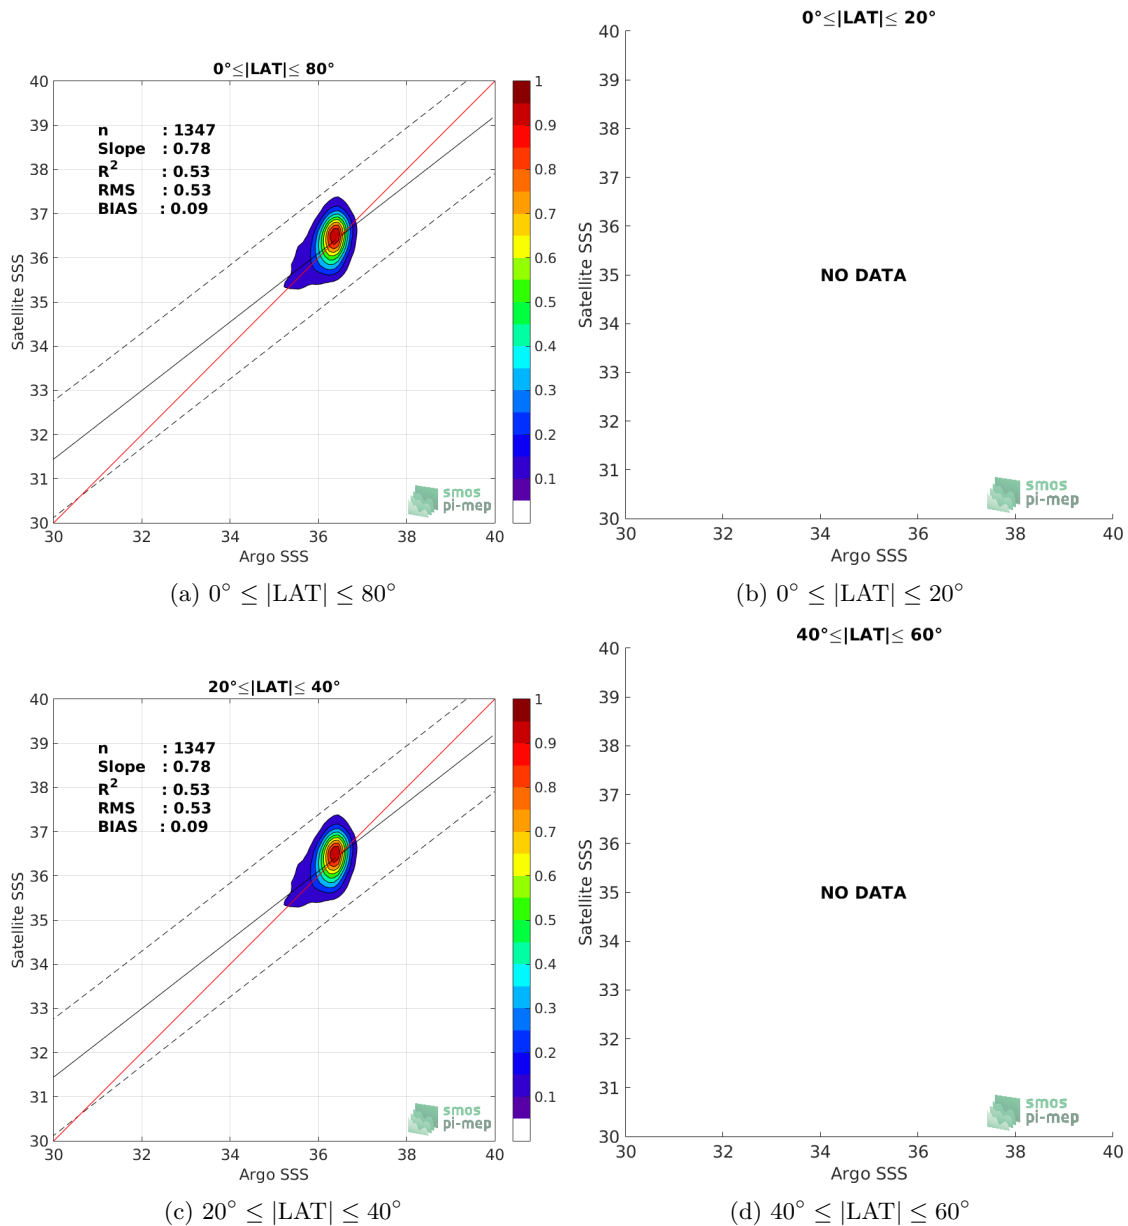 0°≤|LAT|≤ 80°
40
39
38
37
36
35
34
33
32
31
30
Satellite SSS
n : 1347
Slope : 0.78
R² : 0.53
RMS : 0.53
BIAS : 0.09
smos
pi-mep
30 32 34 36 38 40
Argo SSS
1
0.9
0.8
0.7
0.6
0.5
0.4
0.3
0.2
0.1
(a) 0° ≤ |LAT| ≤ 80°
0°≤|LAT|≤ 20°
40
39
38
37
36
35
34
33
32
31
30
Satellite SSS
NO DATA
smos
pi-mep
30 32 34 36 38 40
Argo SSS
(b) 0° ≤ |LAT| ≤ 20°
20°≤|LAT|≤ 40°
40
39
38
37
36
35
34
33
32
31
30
Satellite SSS
n : 1347
Slope : 0.78
R² : 0.53
RMS : 0.53
BIAS : 0.09
smos
pi-mep
30 32 34 36 38 40
Argo SSS
1
0.9
0.8
0.7
0.6
0.5
0.4
0.3
0.2
0.1
(c) 20° ≤ |LAT| ≤ 40°
40°≤|LAT|≤ 60°
40
39
38
37
36
35
34
33
32
31
30
Satellite SSS
NO DATA
smos
pi-mep
30 32 34 36 38 40
Argo SSS
(d) 40° ≤ |LAT| ≤ 60°